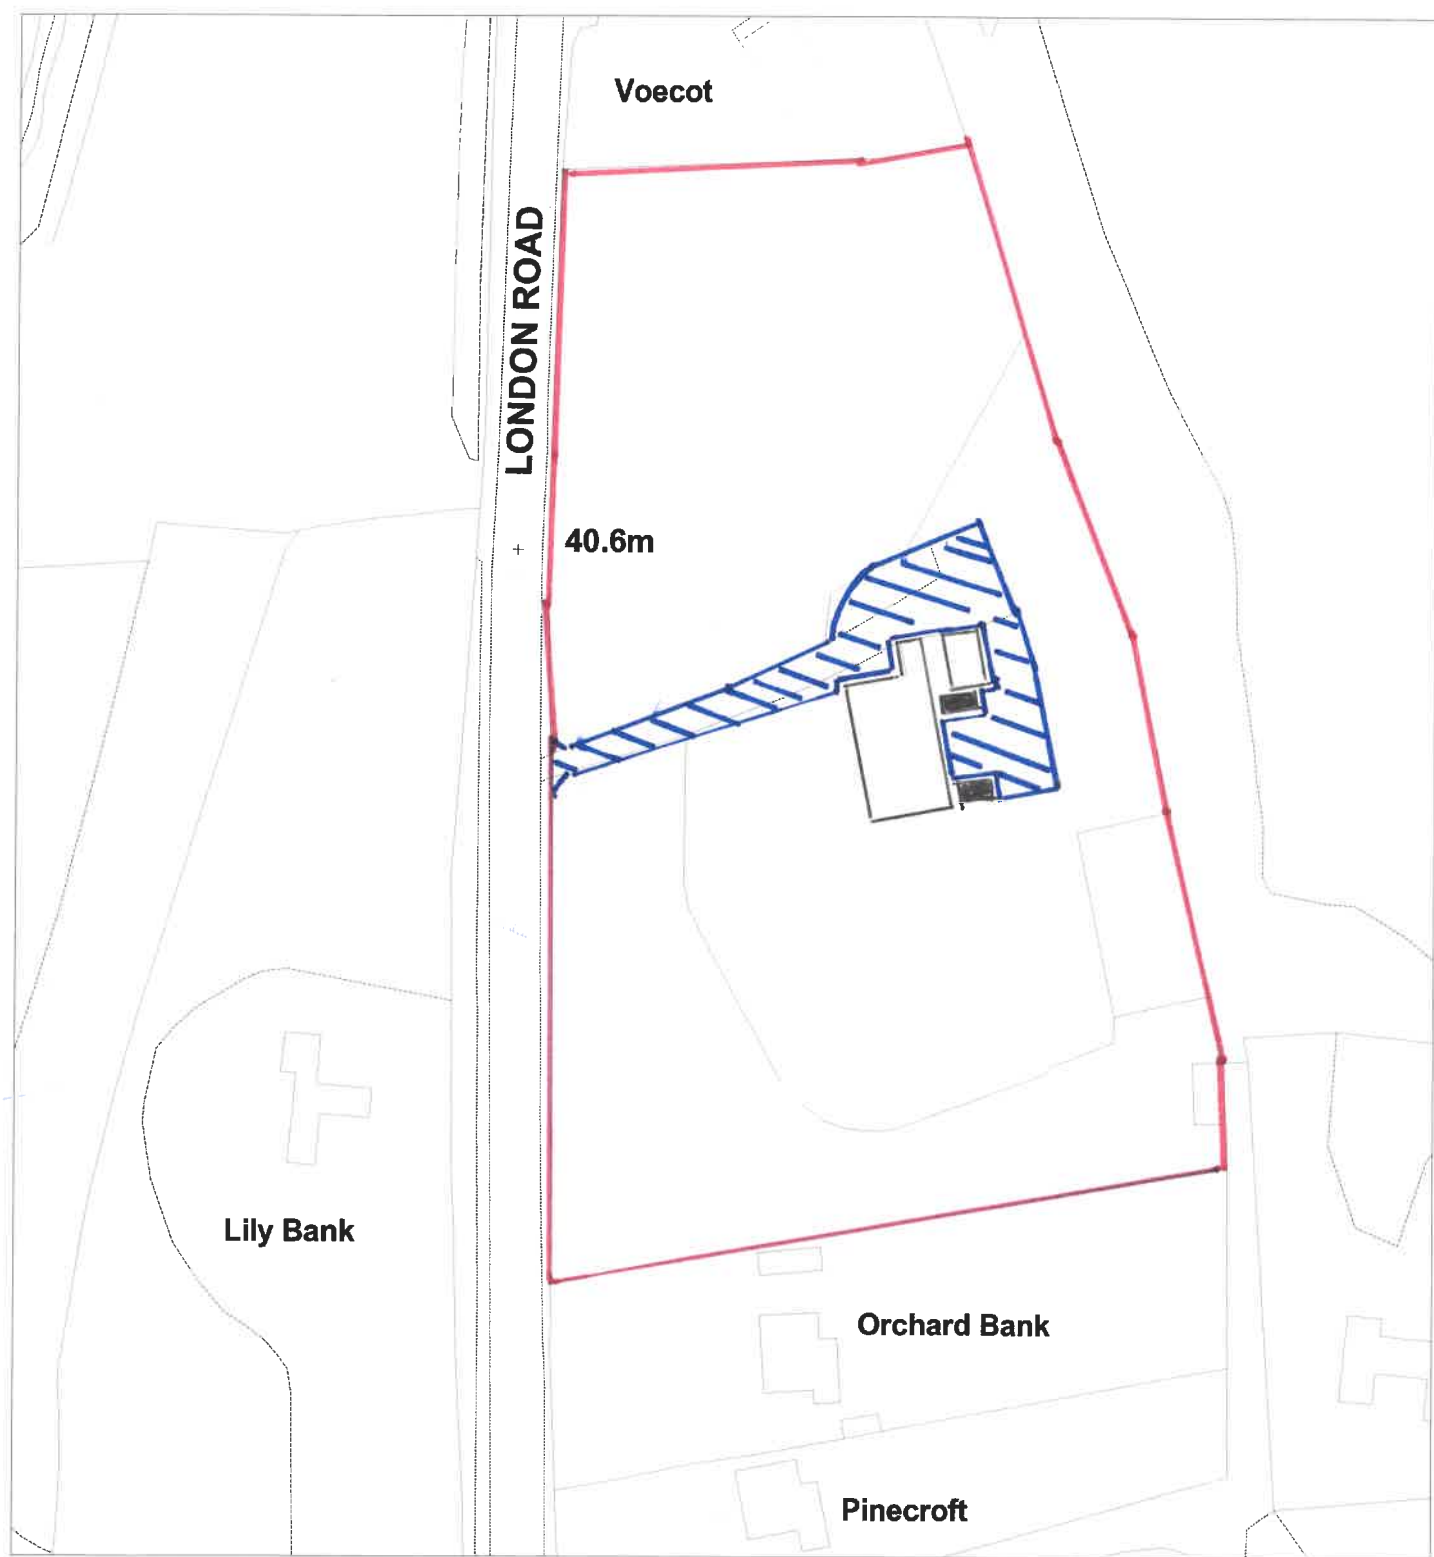 Voecot
LONDON ROAD
40.6m
Lily Bank
Orchard Bank
Pinecroft